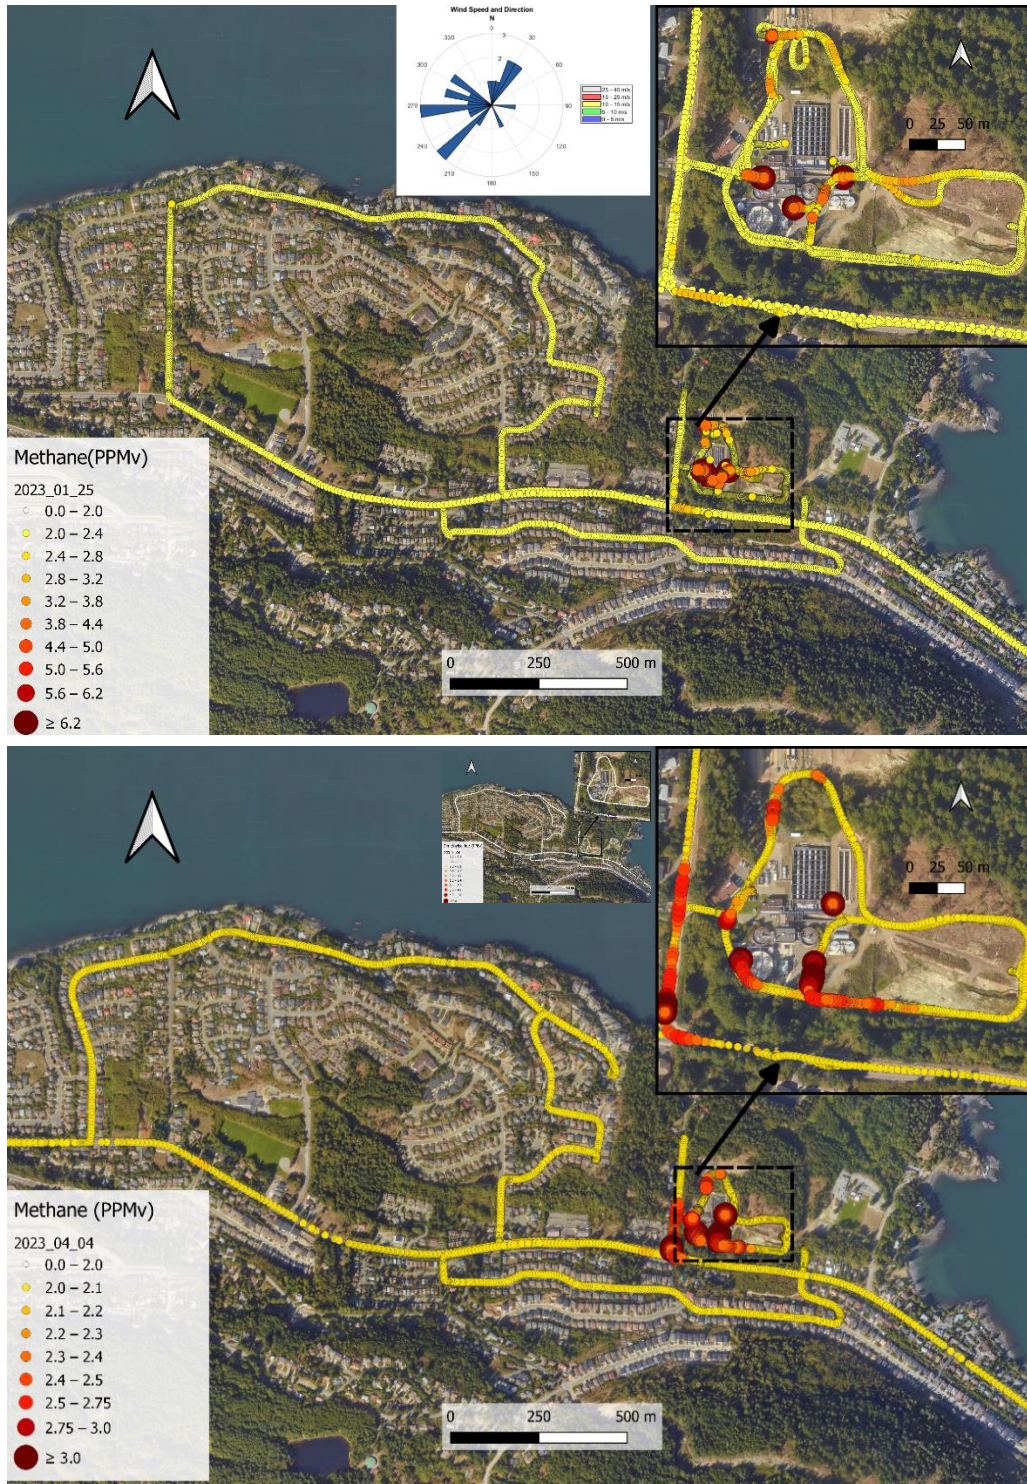 Wind Speed and Direction
N
0
330
3
30
2
300
60
270
80
25 – 40 m/s
15 – 25 m/s
10 – 15 m/s
5 – 10 m/s
0 – 5 m/s
240
120
210
150
180
0 25 50 m
Methane(PPMv)
2023_01_25
0.0 – 2.0
2.0 – 2.4
2.4 – 2.8
2.8 – 3.2
3.2 – 3.8
3.8 – 4.4
4.4 – 5.0
5.0 – 5.6
5.6 – 6.2
≥ 6.2
0 250 500 m
0 25 50 m
Methane (PPMv)
2023_04_04
0.0 – 2.0
2.0 – 2.1
2.1 – 2.2
2.2 – 2.3
2.3 – 2.4
2.4 – 2.5
2.5 – 2.75
2.75 – 3.0
≥ 3.0
0 250 500 m